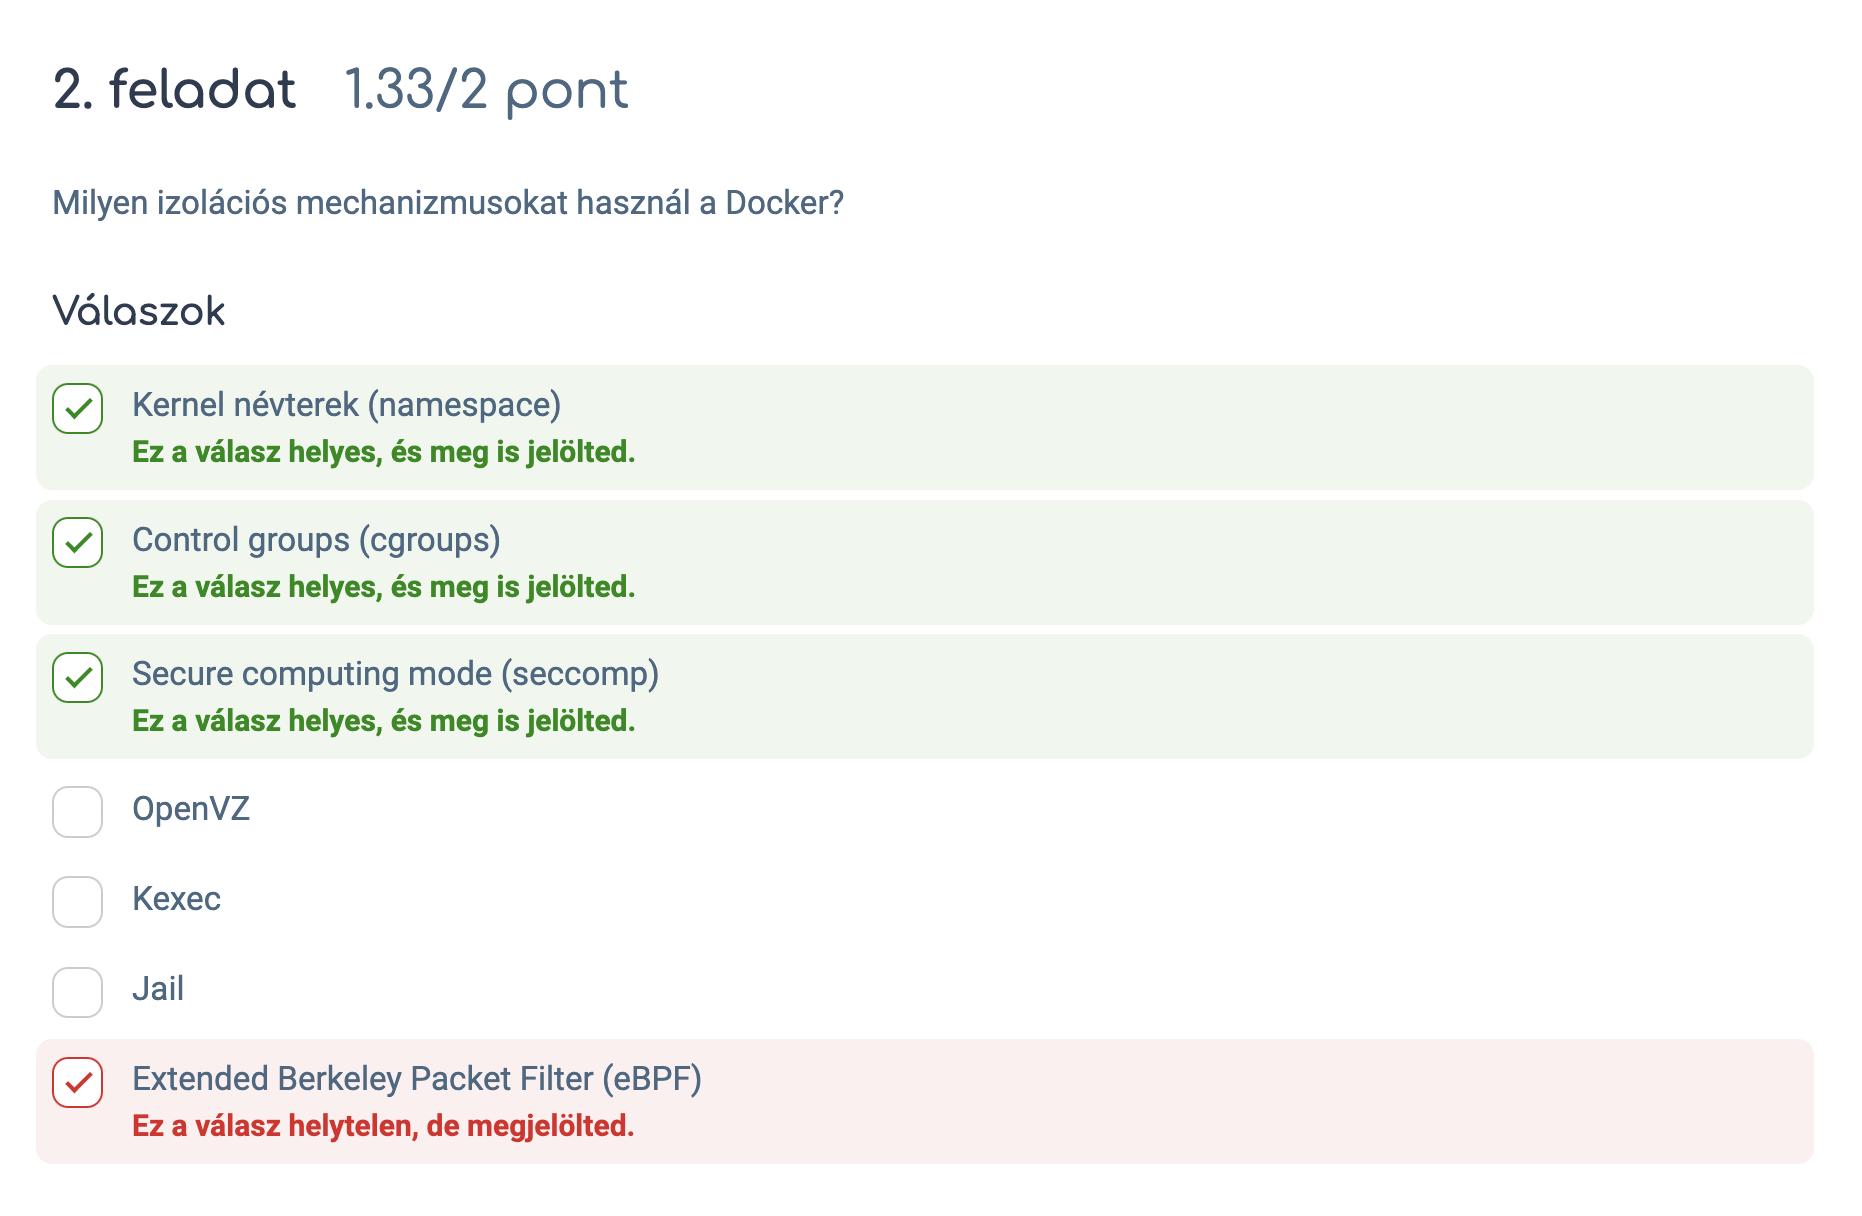 2. feladat 1.33/2 pont
Milyen izolációs mechanizmusokat használ a Docker?
Válaszok
Kernel névterek (namespace)
Ez a válasz helyes, és meg is jelölted.
Control groups (cgroups)
Ez a válasz helyes, és meg is jelölted.
Secure computing mode (seccomp)
Ez a válasz helyes, és meg is jelölted.
OpenVZ
Kexec
Jail
Extended Berkeley Packet Filter (eBPF)
Ez a válasz helytelen, de megjelölted.